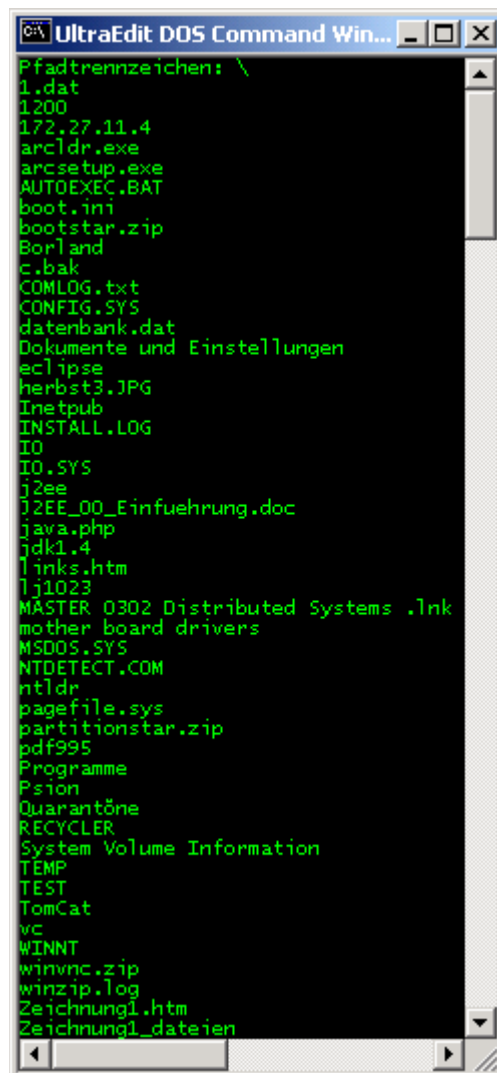 UltraEdit DOS Command Win...
Pfadtrennzeichen: \
1.dat
1200
172.27.11.4
arcldr.exe
arcsetup.exe
AUTOEXEC.BAT
boot.ini
bootstar.zip
Borland
c.bak
COMLOG.txt
CONFIG.SYS
datenbank.dat
Dokumente und Einstellungen
eclipse
herbst3.JPG
Inetpub
INSTALL.LOG
IO
IO.SYS
j2ee
J2EE_00_Einfuehrung.doc
java.php
jdk1.4
links.htm
lj1023
MASTER 0302 Distributed Systems .lnk
mother board drivers
MSDOS.SYS
NTDETECT.COM
ntldr
pagefile.sys
partitionstar.zip
pdf995
Programme
Psion
Quarantõne
RECYCLER
System Volume Information
TEMP
TEST
TomCat
vc
WINNT
winvnc.zip
winzip.log
Zeichnung1.htm
Zeichnung1_dateien